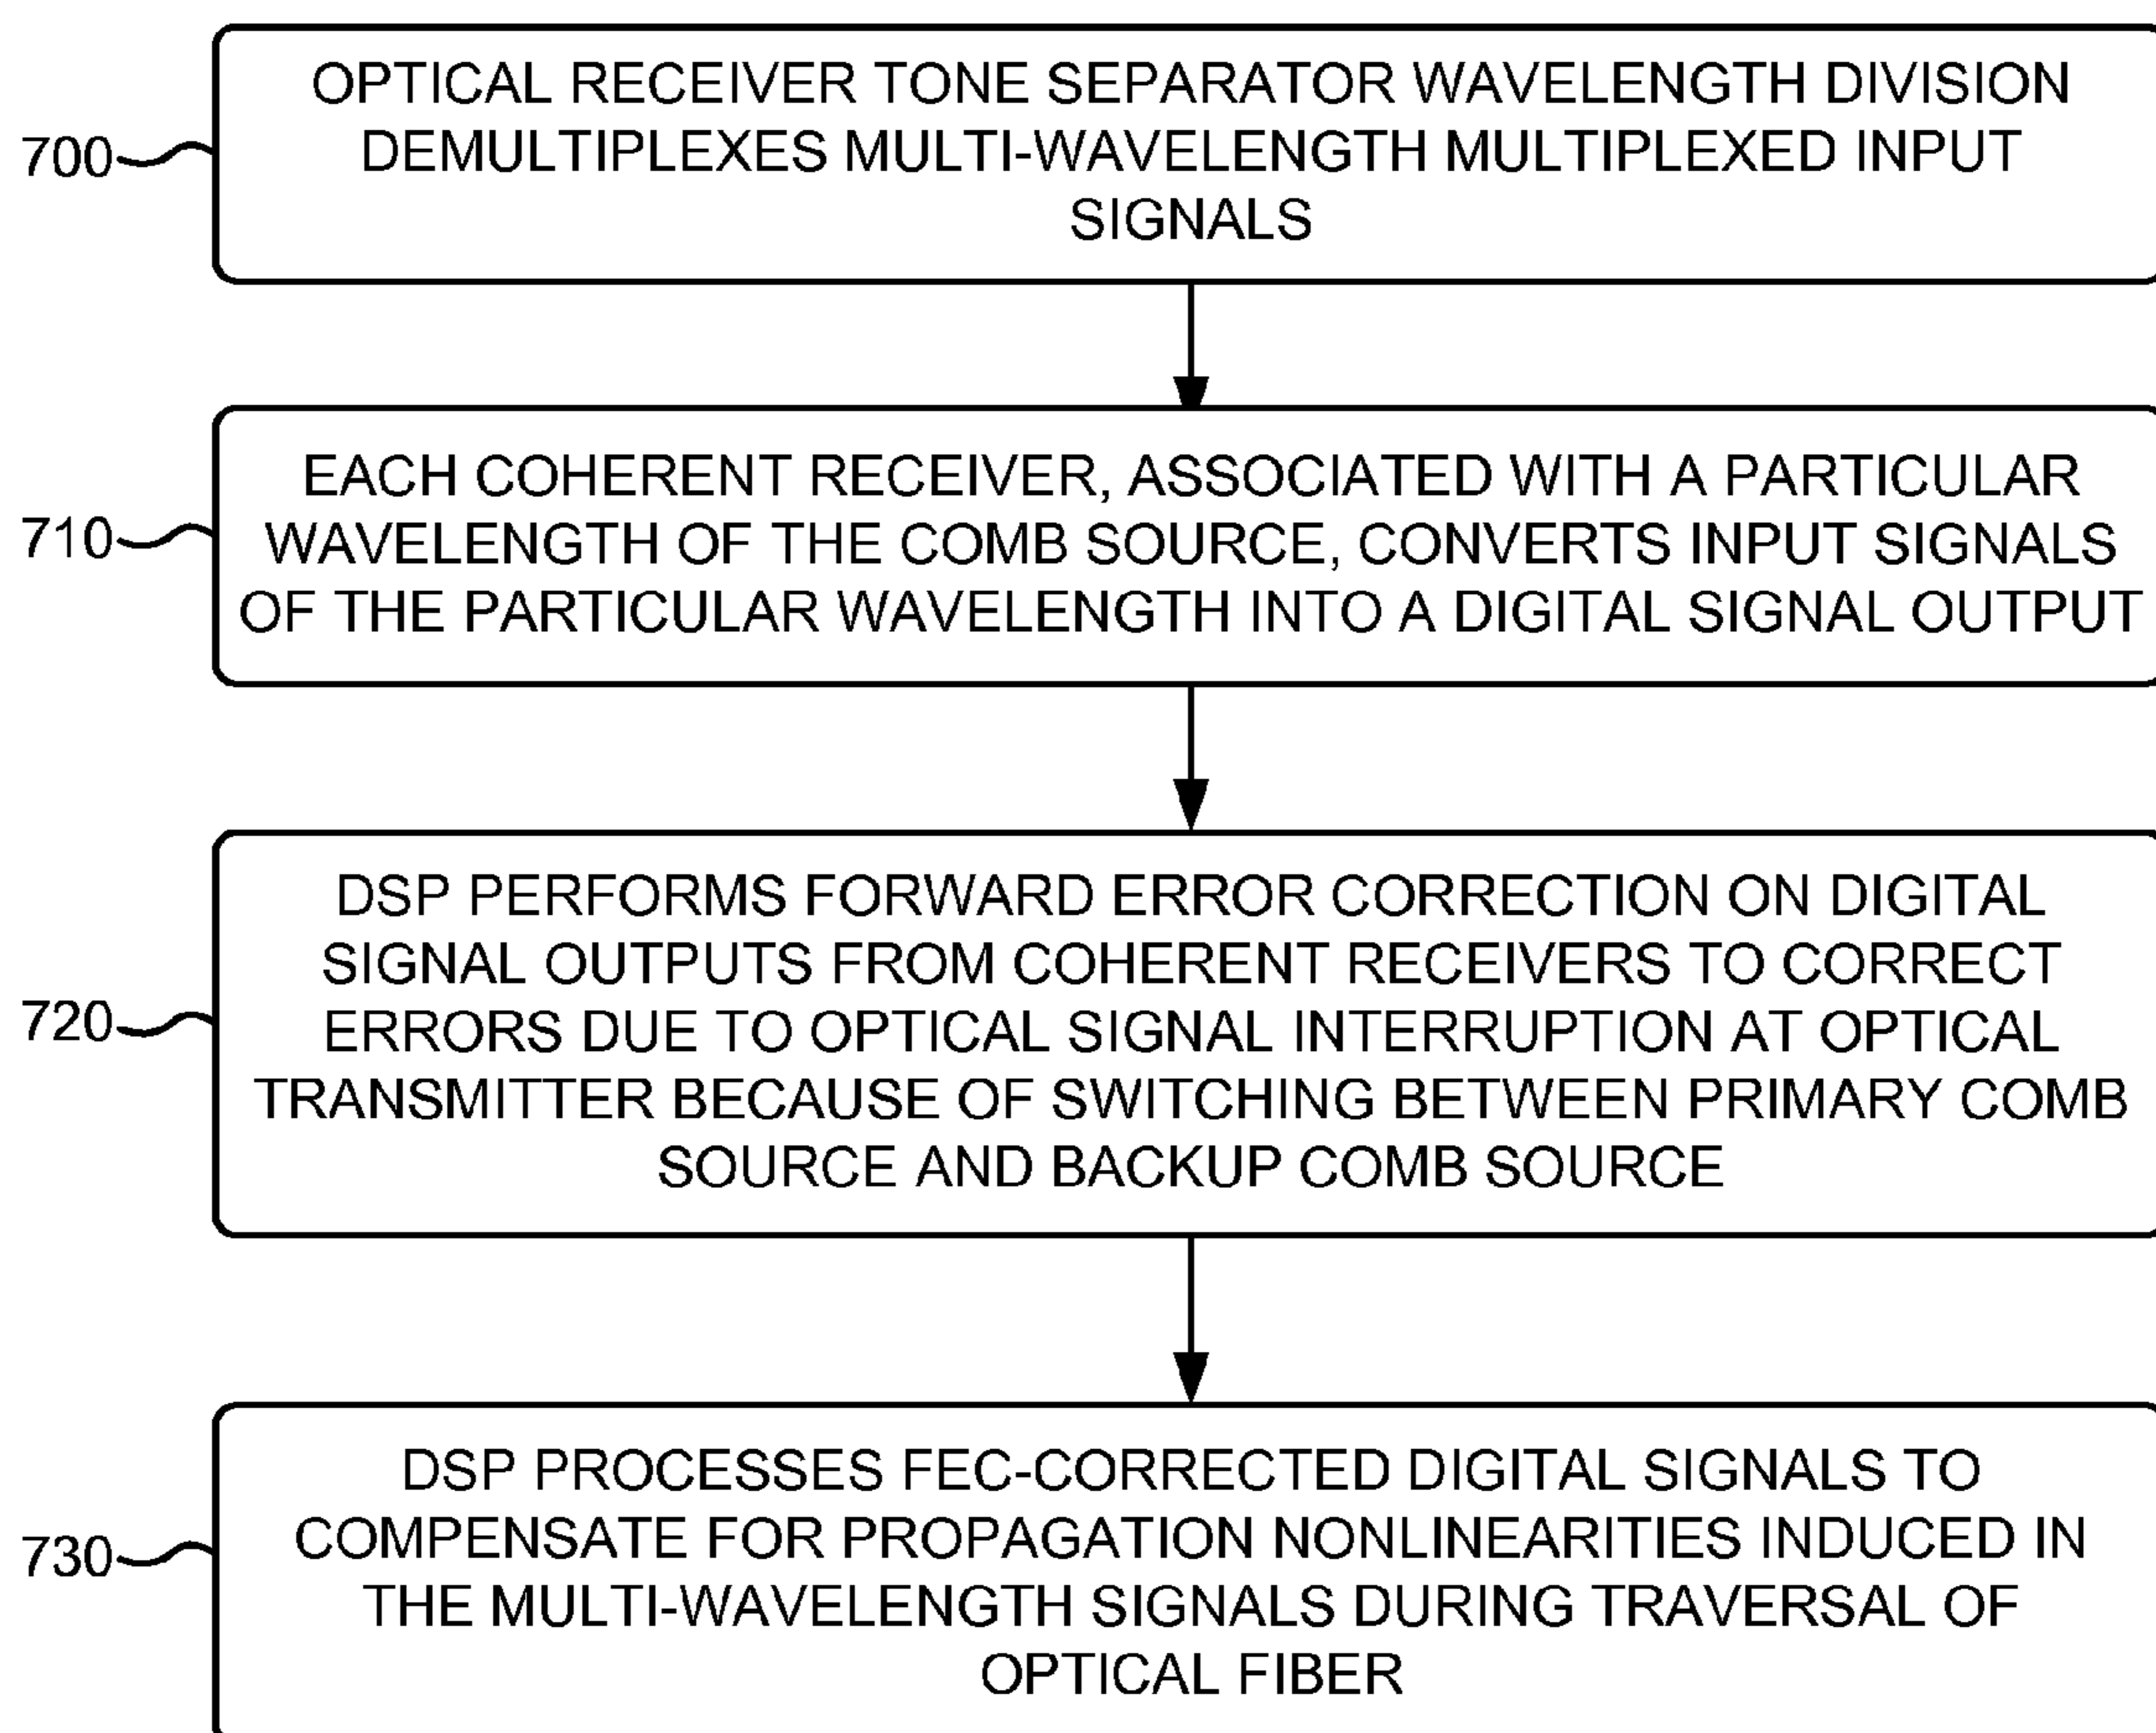 OPTICAL RECEIVER TONE SEPARATOR WAVELENGTH DIVISION
DEMULTIPLEXES MULTI-WAVELENGTH MULTIPLEXED INPUT
SIGNALS
700
EACH COHERENT RECEIVER, ASSOCIATED WITH A PARTICULAR
WAVELENGTH OF THE COMB SOURCE, CONVERTS INPUT SIGNALS
OF THE PARTICULAR WAVELENGTH INTO A DIGITAL SIGNAL OUTPUT
710
DSP PERFORMS FORWARD ERROR CORRECTION ON DIGITAL
SIGNAL OUTPUTS FROM COHERENT RECEIVERS TO CORRECT
ERRORS DUE TO OPTICAL SIGNAL INTERRUPTION AT OPTICAL
TRANSMITTER BECAUSE OF SWITCHING BETWEEN PRIMARY COMB
SOURCE AND BACKUP COMB SOURCE
720
DSP PROCESSES FEC-CORRECTED DIGITAL SIGNALS TO
COMPENSATE FOR PROPAGATION NONLINEARITIES INDUCED IN
THE MULTI-WAVELENGTH SIGNALS DURING TRAVERSAL OF
OPTICAL FIBER
730